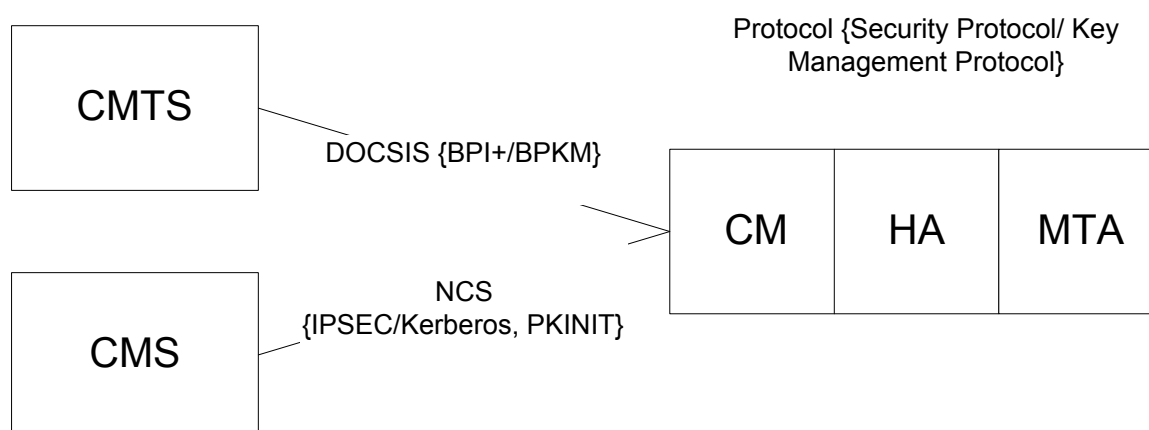 Protocol {Security Protocol/ Key
Management Protocol}
CMTS
DOCSIS {BPI+/BPKM}
CM
HA
MTA
NCS
{IPSEC/Kerberos, PKINIT}
CMS